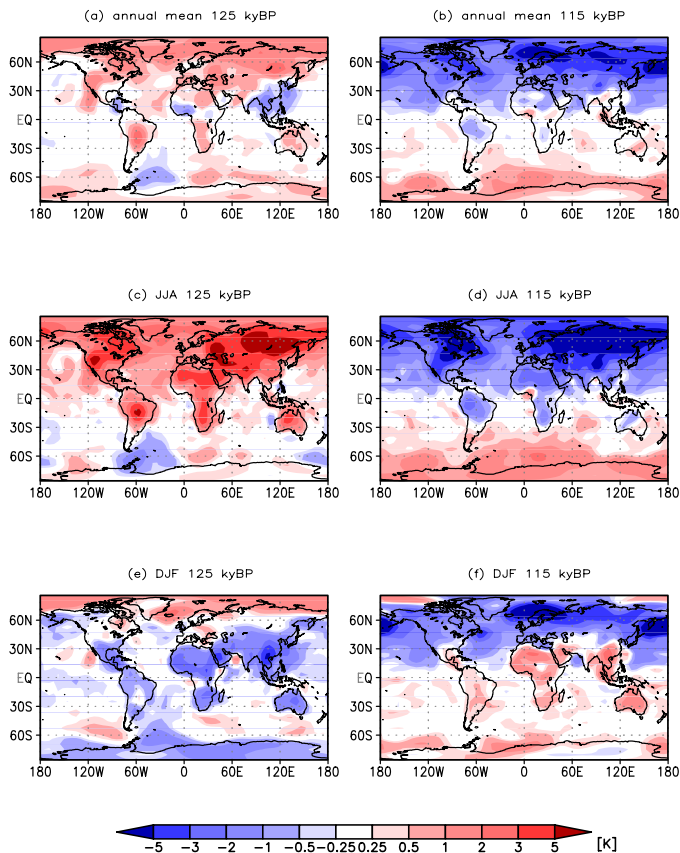 (a) annual mean 125 kyBP
(b) annual mean 115 kyBP
60N
30N
EQ
30S
60S
180 120W 60W 0 60E 120E 180
60N
30N
EQ
30S
60S
180 120W 60W 0 60E 120E 180
(c) JJA 125 kyBP
(d) JJA 115 kyBP
60N
30N
EQ
30S
60S
180 120W 60W 0 60E 120E 180
60N
30N
EQ
30S
60S
180 120W 60W 0 60E 120E 180
(e) DJF 125 kyBP
(f) DJF 115 kyBP
60N
30N
EQ
30S
60S
180 120W 60W 0 60E 120E 180
60N
30N
EQ
30S
60S
180 120W 60W 0 60E 120E 180
-5 -3 -2 -1 -0.5 -0.25 0.25 0.5 1 2 3 5 [K]